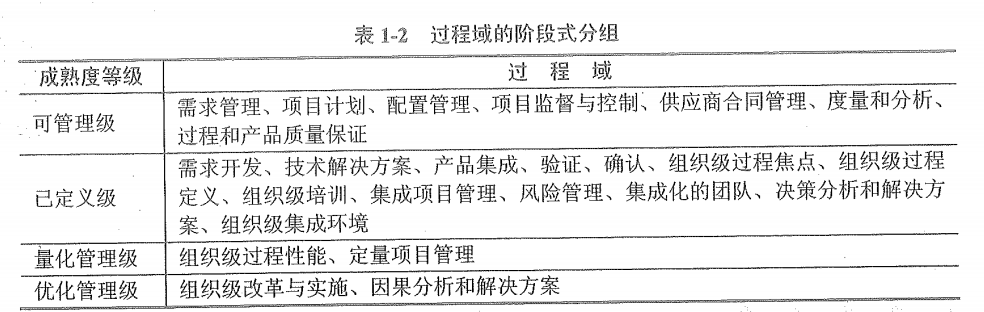 表 1-2 过程域的阶段式分组
成熟度等级 过 程 域
可管理级 需求管理、项目计划、配置管理、项目监督与控制、供应商合同管理、度量和分析、
过程和产品质量保证
已定义级 需求开发、技术解决方案、产品集成、验证、确认、组织级过程焦点、组织级过程
定义、组织级培训、集成项目管理、风险管理、集成化的团队、决策分析和解决方
案、组织级集成环境
量化管理级 组织级过程性能、定量项目管理
优化管理级 组织级改革与实施、因果分析和解决方案